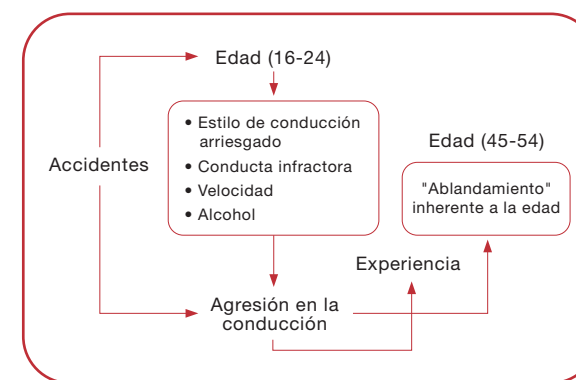 Edad (16-24)
• Estilo de conducción
arriesgado
• Conducta infractora
• Velocidad
• Alcohol
Accidentes
Edad (45-54)
"Ablandamiento"
inherente a la edad
Experiencia
Agresión en la
conducción